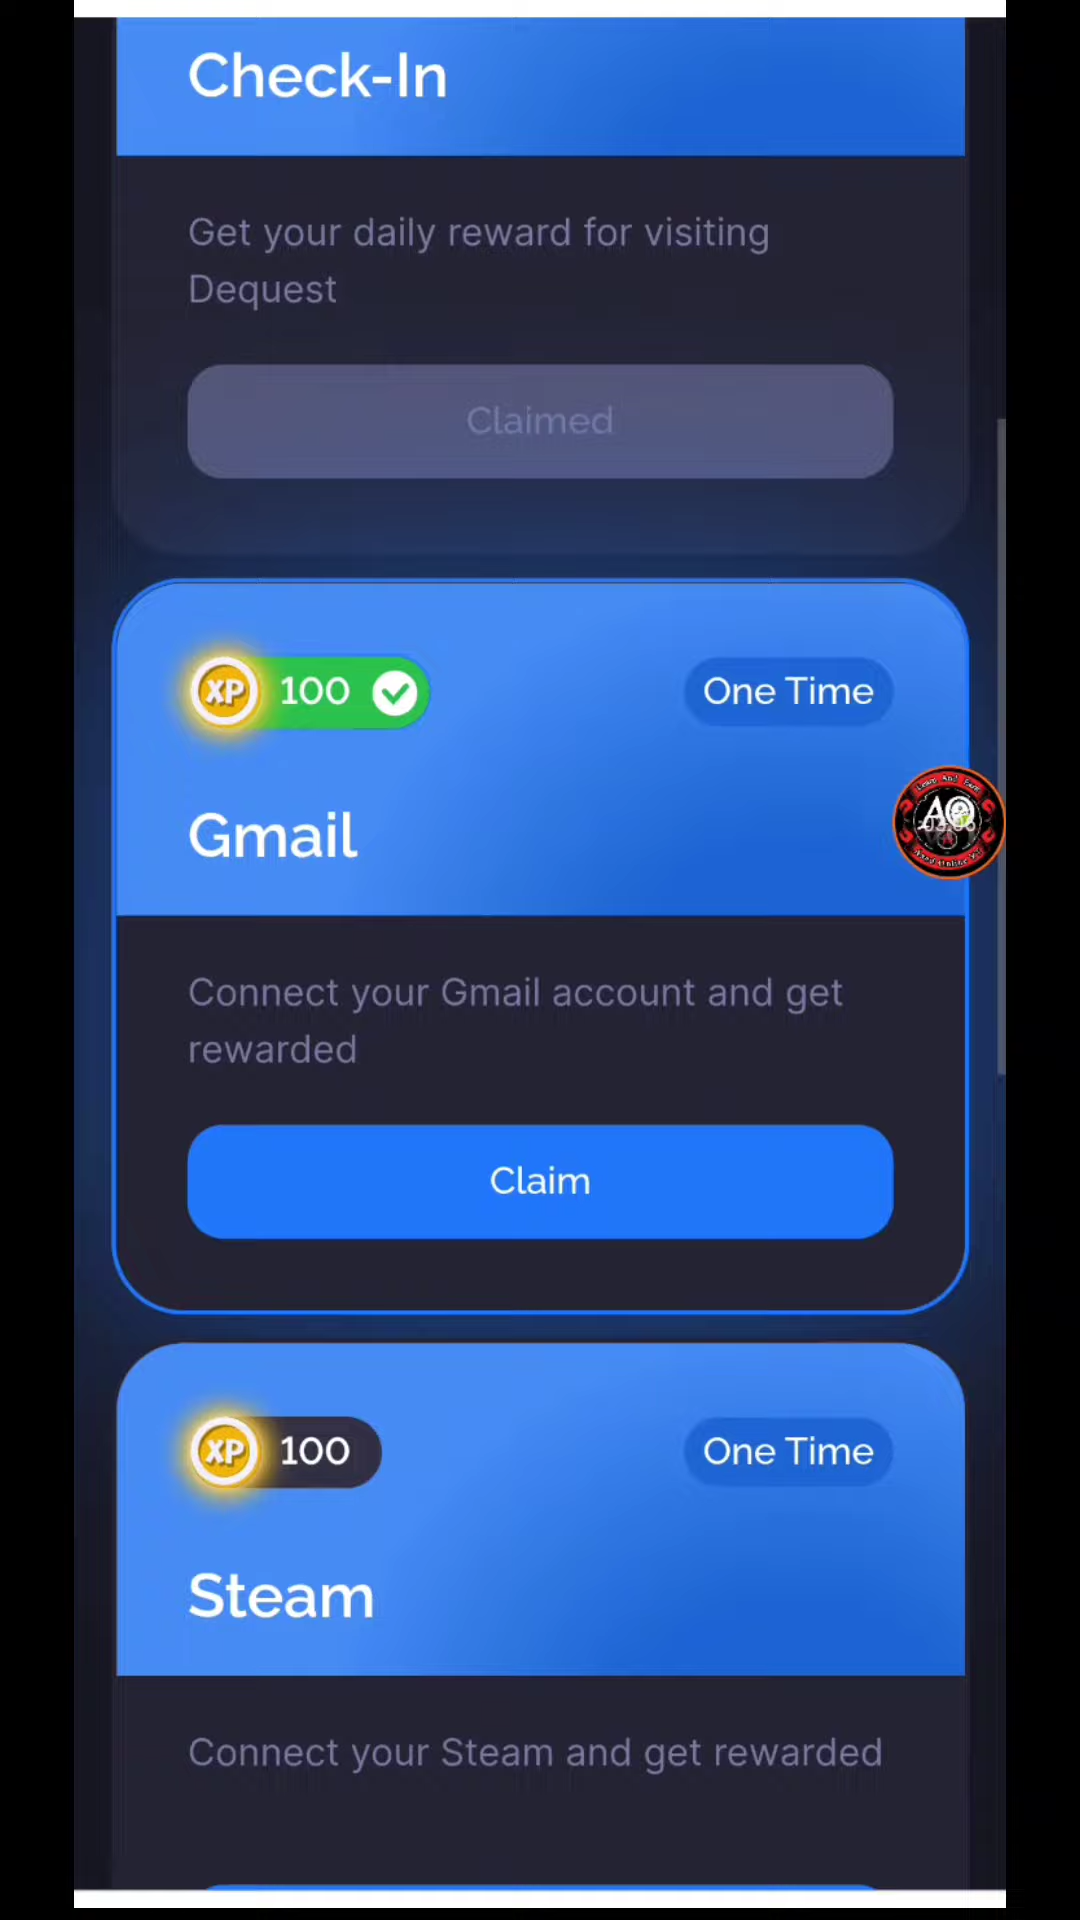 Check-In
Get your daily reward for visiting
Dequest
Claimed
XP 100
One Time
Gmail
Connect your Gmail account and get
rewarded
Claim
XP 100
One Time
Steam
Connect your Steam and get rewarded